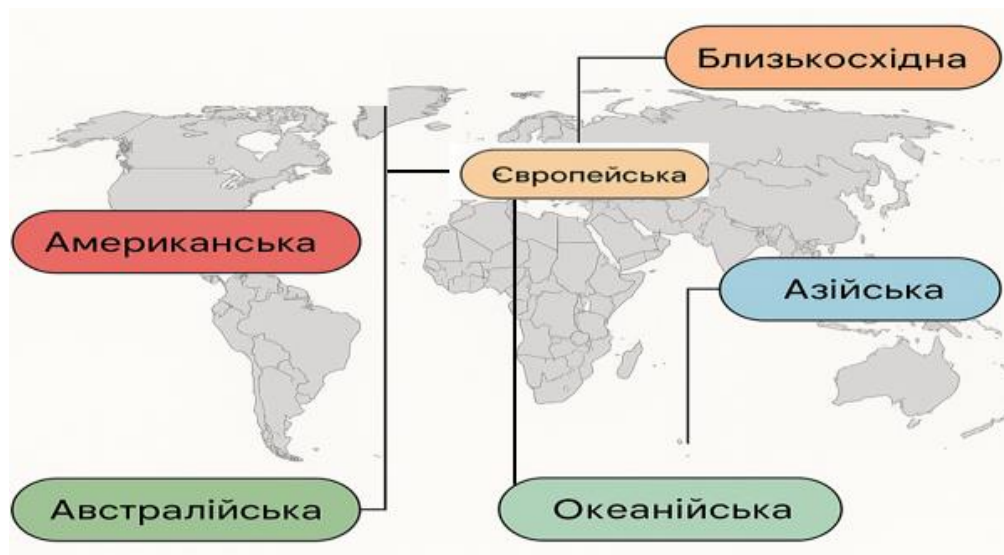 Близькосхідна
Європейська
Американська
Азійська
Австралійська
Океанійська